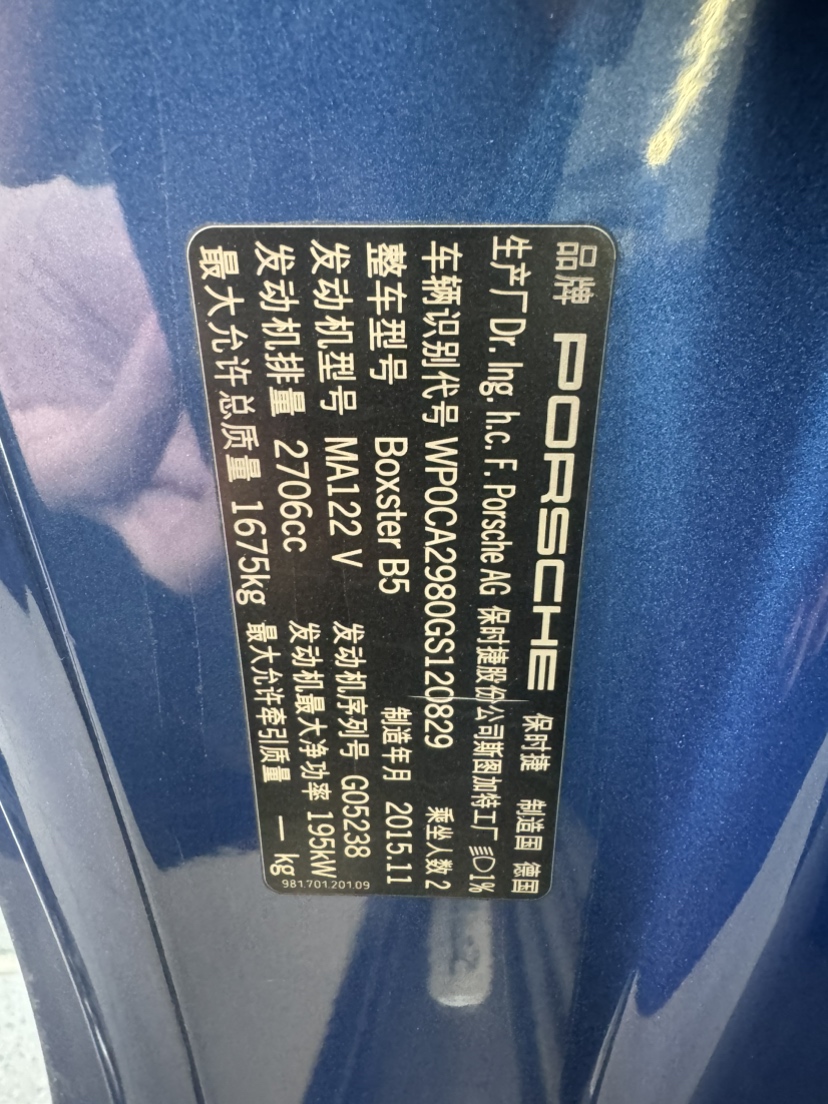 品牌 PORSCHE 保时捷 制造国 德国
生产厂Dr. Ing. h.c. F. Porsche AG 保时捷股份公司斯图加特工厂 1%
车辆识别代号 WP0CA2980GS120829 乘坐人数 2
整车型号 Boxster B5 制造年月 2015.11
发动机型号 MA122 V 发动机序列号 G05238
发动机排量 2706cc 发动机最大净功率 195kW
最大允许总质量 1675kg 最大允许牵引质量 — kg
981.701.201.09